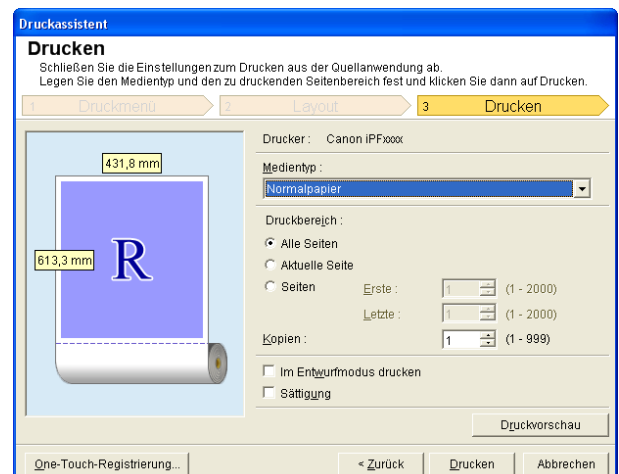 Druckassistent
Drucken
Schließen Sie die Einstellungen zum Drucken aus der Quellanwendung ab.
Legen Sie den Medientyp und den zu druckenden Seitenbereich fest und klicken Sie dann auf Drucken.
1 Druckmenü 2 Layout 3 Drucken
431,8 mm
613,3 mm
R
Drucker : Canon iPFxxxx
Medientyp :
Normalpapier
Druckbereich :
Alle Seiten
Aktuelle Seite
Seiten Erste : 1 (1 - 2000)
Letzte : 1 (1 - 2000)
Kopien : 1 (1 - 999)
Im Entwurfmodus drucken
Sättigung
Druckvorschau
One-Touch-Registrierung... < Zurück Drucken Abbrechen